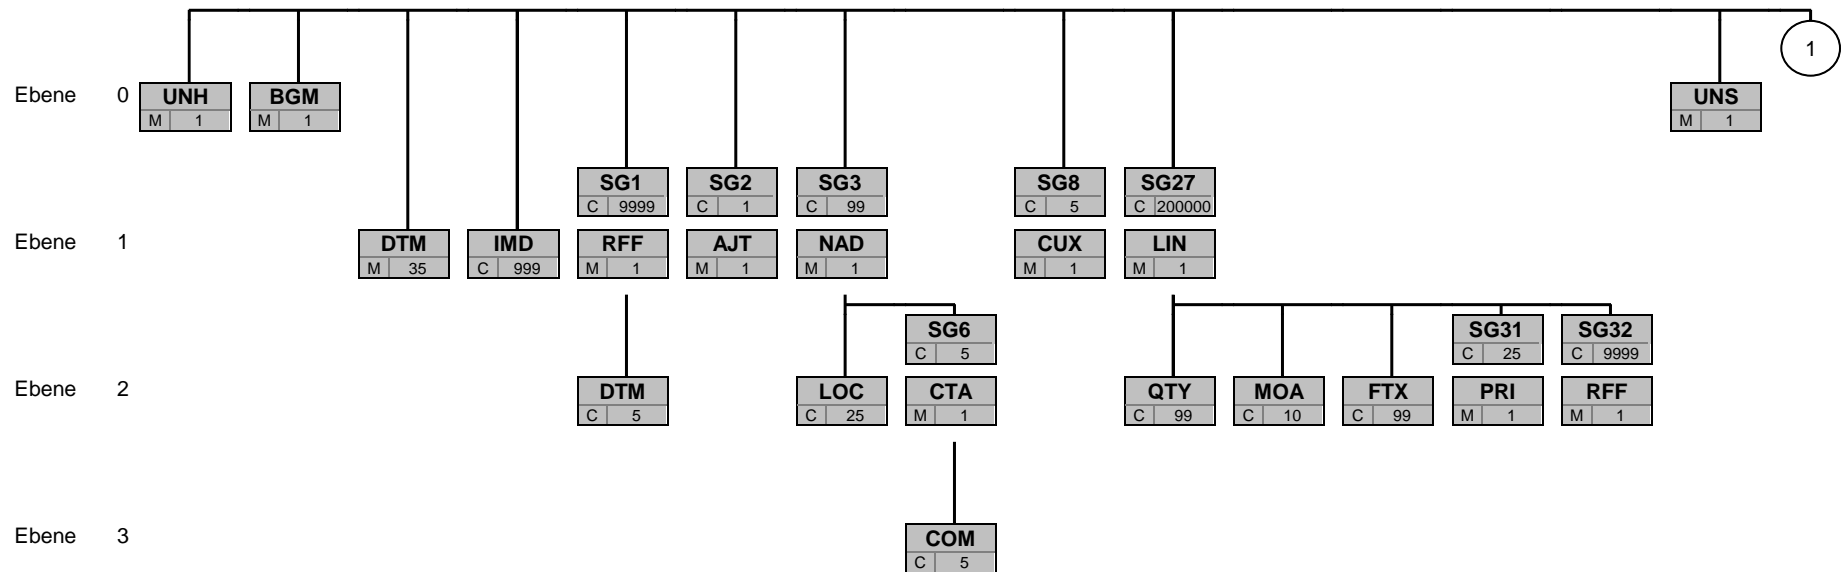 1
Ebene 0 UNH BGM UNS
M 1 M 1 M 1
SG1 SG2 SG3 SG8 SG27
C 9999 C 1 C 99 C 5 C 200000
Ebene 1 DTM IMD RFF AJT NAD CUX LIN
M 35 C 999 M 1 M 1 M 1 M 1 M 1
SG6 SG31 SG32
C 5 C 25 C 9999
Ebene 2 DTM LOC CTA QTY MOA FTX PRI RFF
C 5 C 25 M 1 C 99 C 10 C 99 M 1 M 1
Ebene 3 COM
C 5